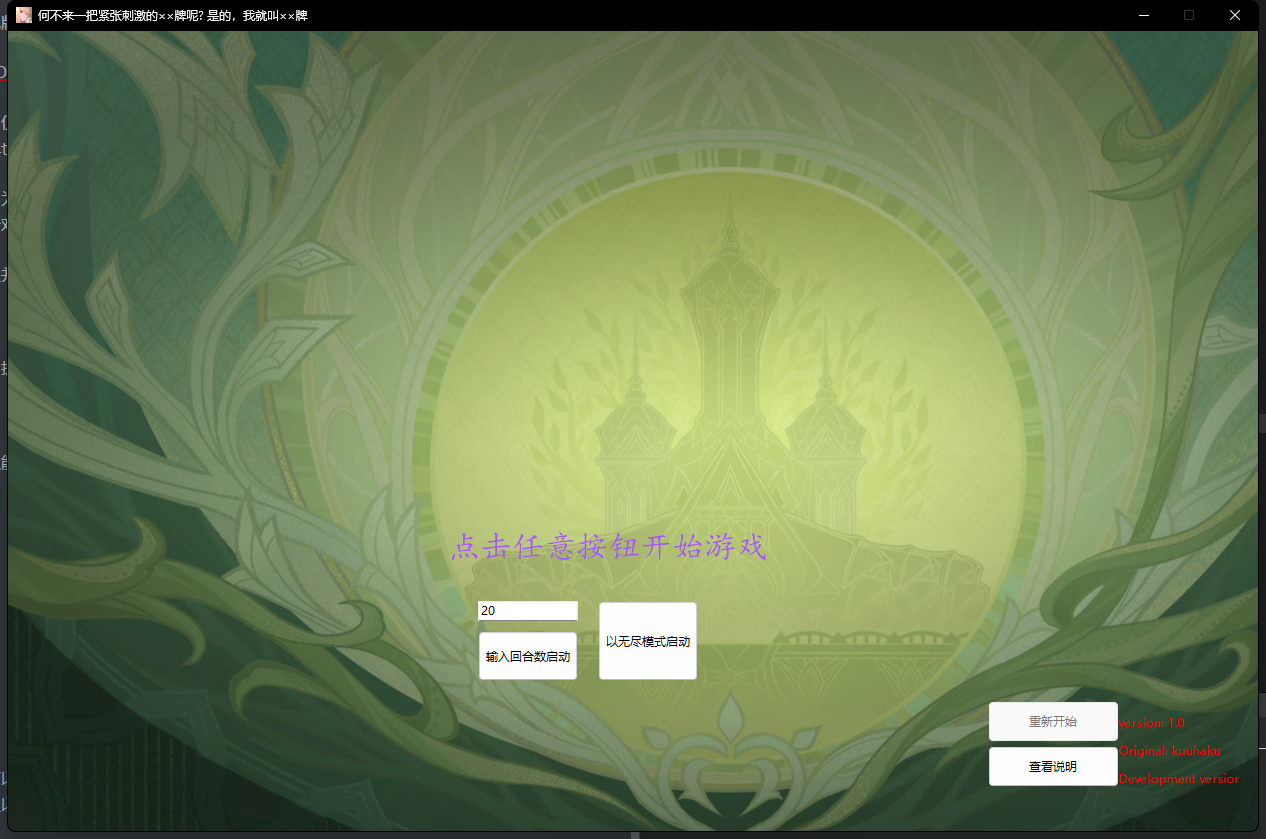 何不来一把紧张刺激的××牌呢? 是的，我就叫××牌
点击任意按钮开始游戏
20
以无尽模式启动
输入回合数启动
重新开始
version: 1.0
Original: kuuhaku
查看说明
Development version